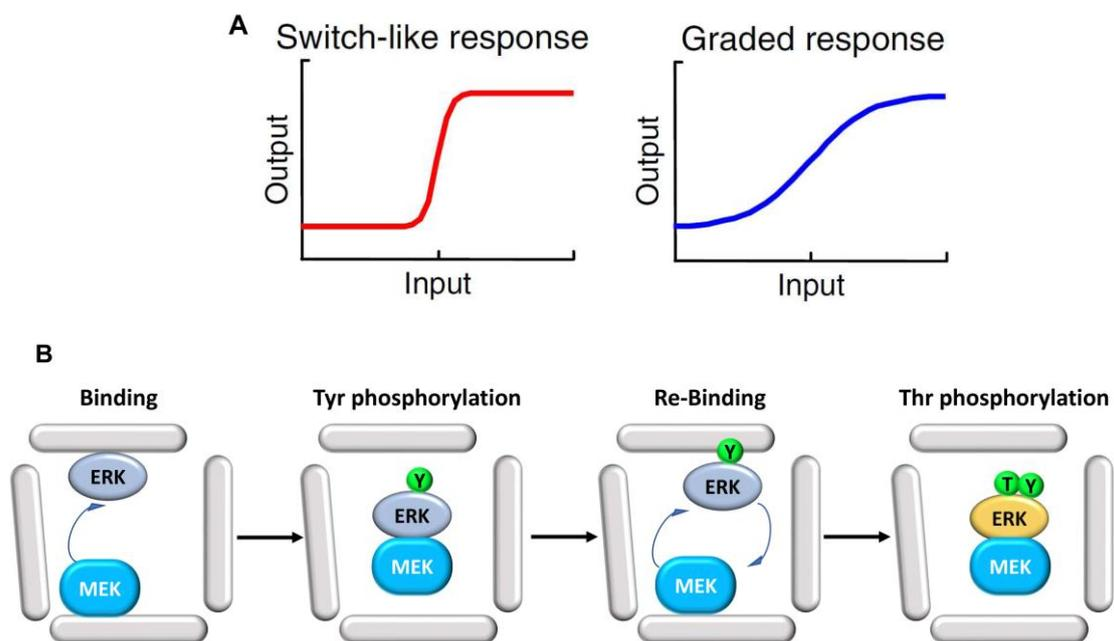 A
Switch-like response
Output
Input
Graded response
Output
Input
B
Binding
ERK
MEK
Tyr phosphorylation
Y
ERK
MEK
Re-Binding
Y
ERK
MEK
Thr phosphorylation
T Y
ERK
MEK